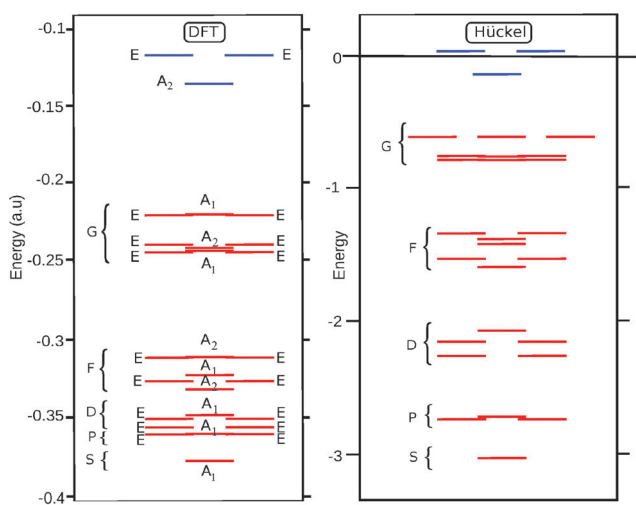 DFT
-0.1
-0.15
-0.2
-0.25
-0.3
-0.35
-0.4
Energy (a.u)
E E
A2
A1
E E
G
E A2 E
E A1 E
A2
E E
F A1
E A2 E
A1
D E E
E A1 E
P E E
S
A1
Hückel
0
-1
-2
-3
Energy
G
F
D
P
S